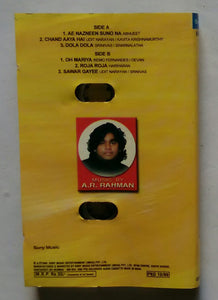 SIDE A
1. AE NAZNEEN SUNO NA ABHIJEET
2. CHAND AAYA HAI UDIT NARAYAN / KAVITA KRISHNAMURTHY
3. DOLA DOLA SRINIVAS / SWARNALATHA
SIDE B
1. OH MARIYA REMO FERNANDES / DEVAN
2. ROJA ROJA HARIHARAN
3. SAWAR GAYEE UDIT NARAYAN / SRINIVAS
MUSIC BY
A.R. RAHMAN
Sony Music